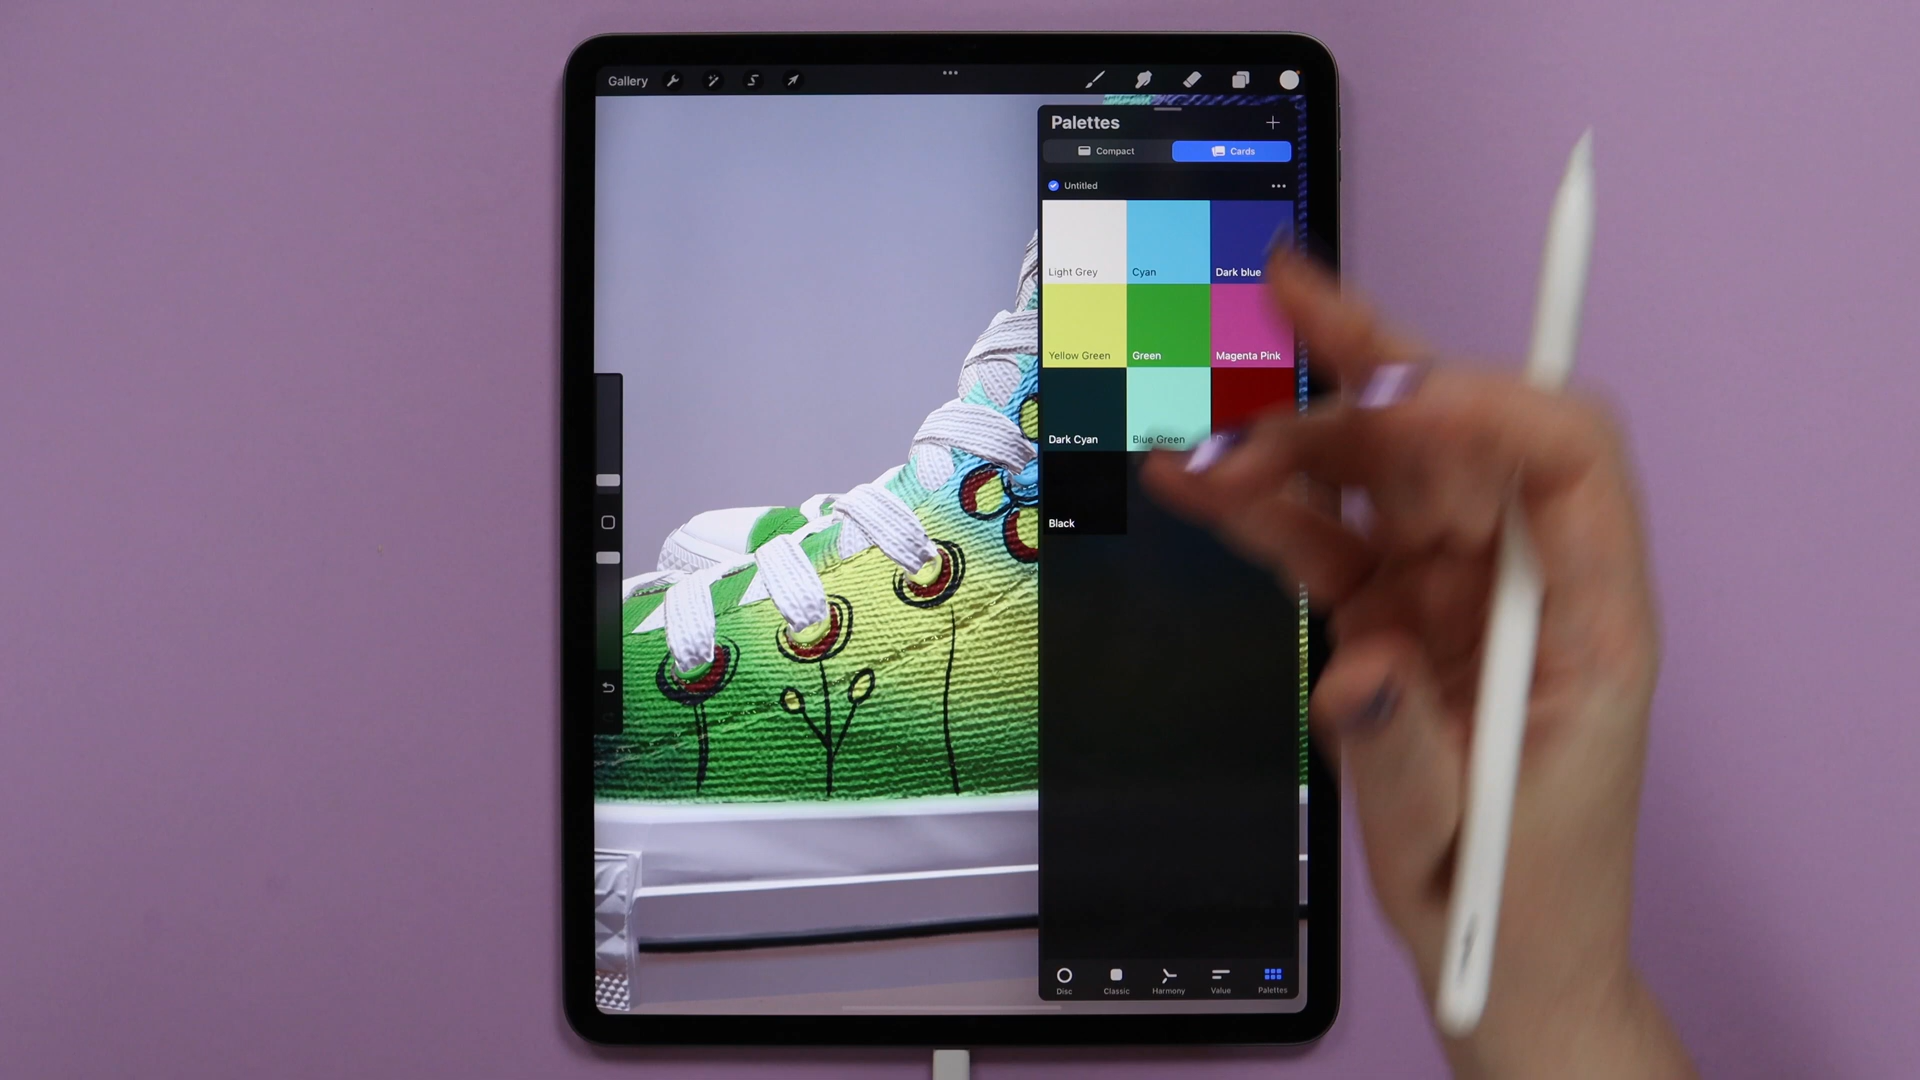 Gallery
Palettes
Compact Cards
Untitled
Light Grey Cyan Dark blue
Yellow Green Green Magenta Pink
Dark Cyan Blue Green
Black
Disc Classic Harmony Value Palettes